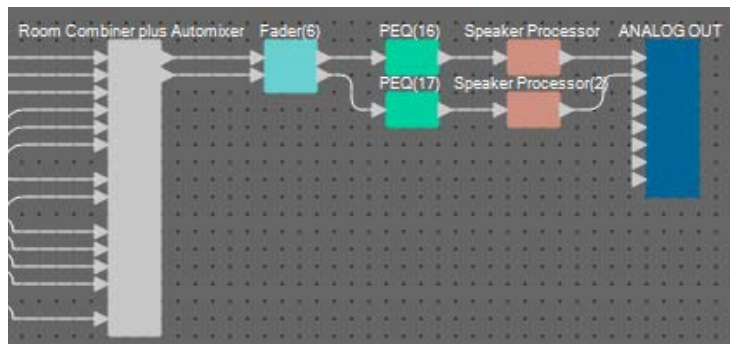 Room Combiner plus Automixer Fader(6) PEQ(16) Speaker Processor ANALOG OUT
PEQ(17) Speaker Processor(2)